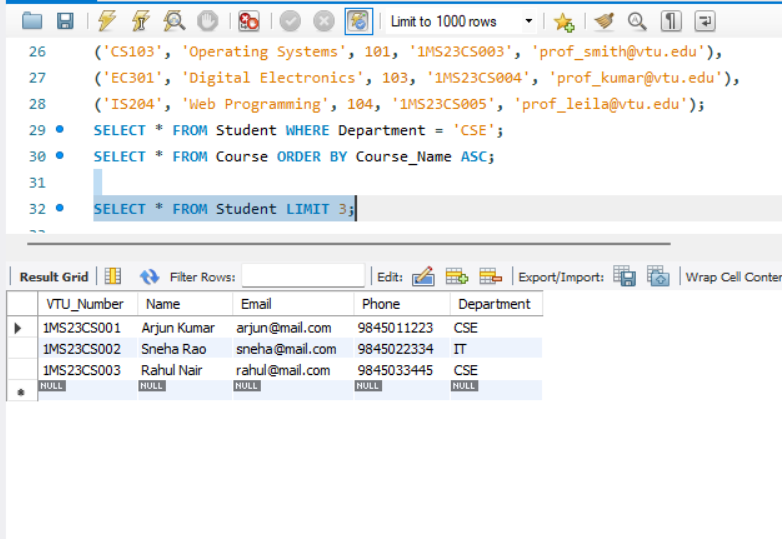 Limit to 1000 rows
26 ('CS103', 'Operating Systems', 101, '1MS23CS003', 'prof_smith@vtu.edu'),
27 ('EC301', 'Digital Electronics', 103, '1MS23CS004', 'prof_kumar@vtu.edu'),
28 ('IS204', 'Web Programming', 104, '1MS23CS005', 'prof_leila@vtu.edu');
29 SELECT * FROM Student WHERE Department = 'CSE';
30 SELECT * FROM Course ORDER BY Course_Name ASC;
31
32 SELECT * FROM Student LIMIT 3;
Result Grid Filter Rows: Edit: Export/Import: Wrap Cell Conten
VTU_Number Name Email Phone Department
1MS23CS001 Arjun Kumar arjun@mail.com 9845011223 CSE
1MS23CS002 Sneha Rao sneha@mail.com 9845022334 IT
1MS23CS003 Rahul Nair rahul@mail.com 9845033445 CSE
NULL NULL NULL NULL NULL